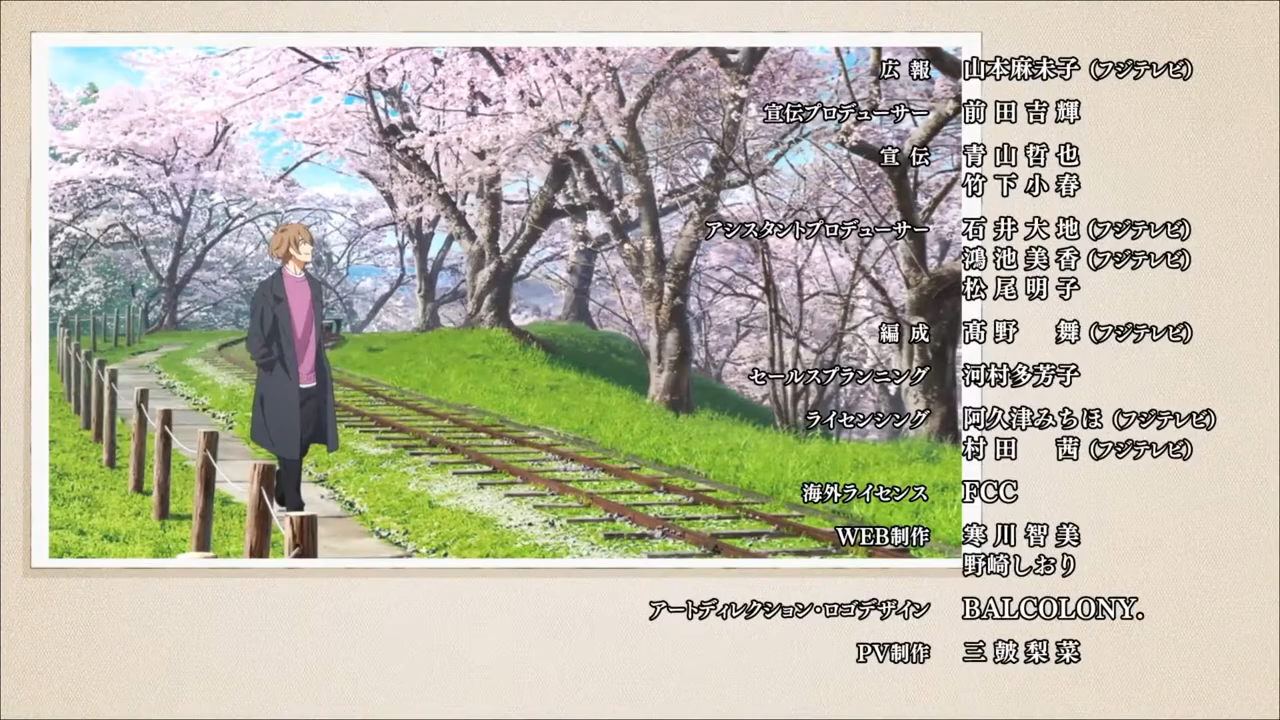 広報 山本麻未子(フジテレビ)
宣伝プロデューサー 前田吉輝
宣伝 青山哲也
竹下小春
アシスタントプロデューサー 石井大地(フジテレビ)
鴻池美香(フジテレビ)
松尾明子
編成 髙野 舞(フジテレビ)
セールスプランニング 河村多芳子
ライセンシング 阿久津みちほ(フジテレビ)
村田 茜(フジテレビ)
海外ライセンス FCC
WEB制作 寒川智美
野崎しおり
アートディレクション・ロゴデザイン BALCOLONY.
PV制作 三皷梨菜